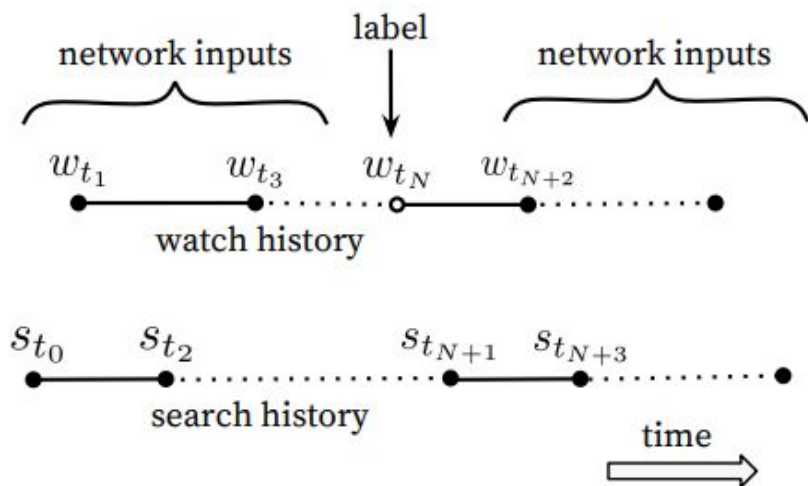 label
network inputs network inputs
w_{t_1} w_{t_3} w_{t_N} w_{t_{N+2}}
watch history
s_{t_0} s_{t_2} s_{t_{N+1}} s_{t_{N+3}}
search history
time